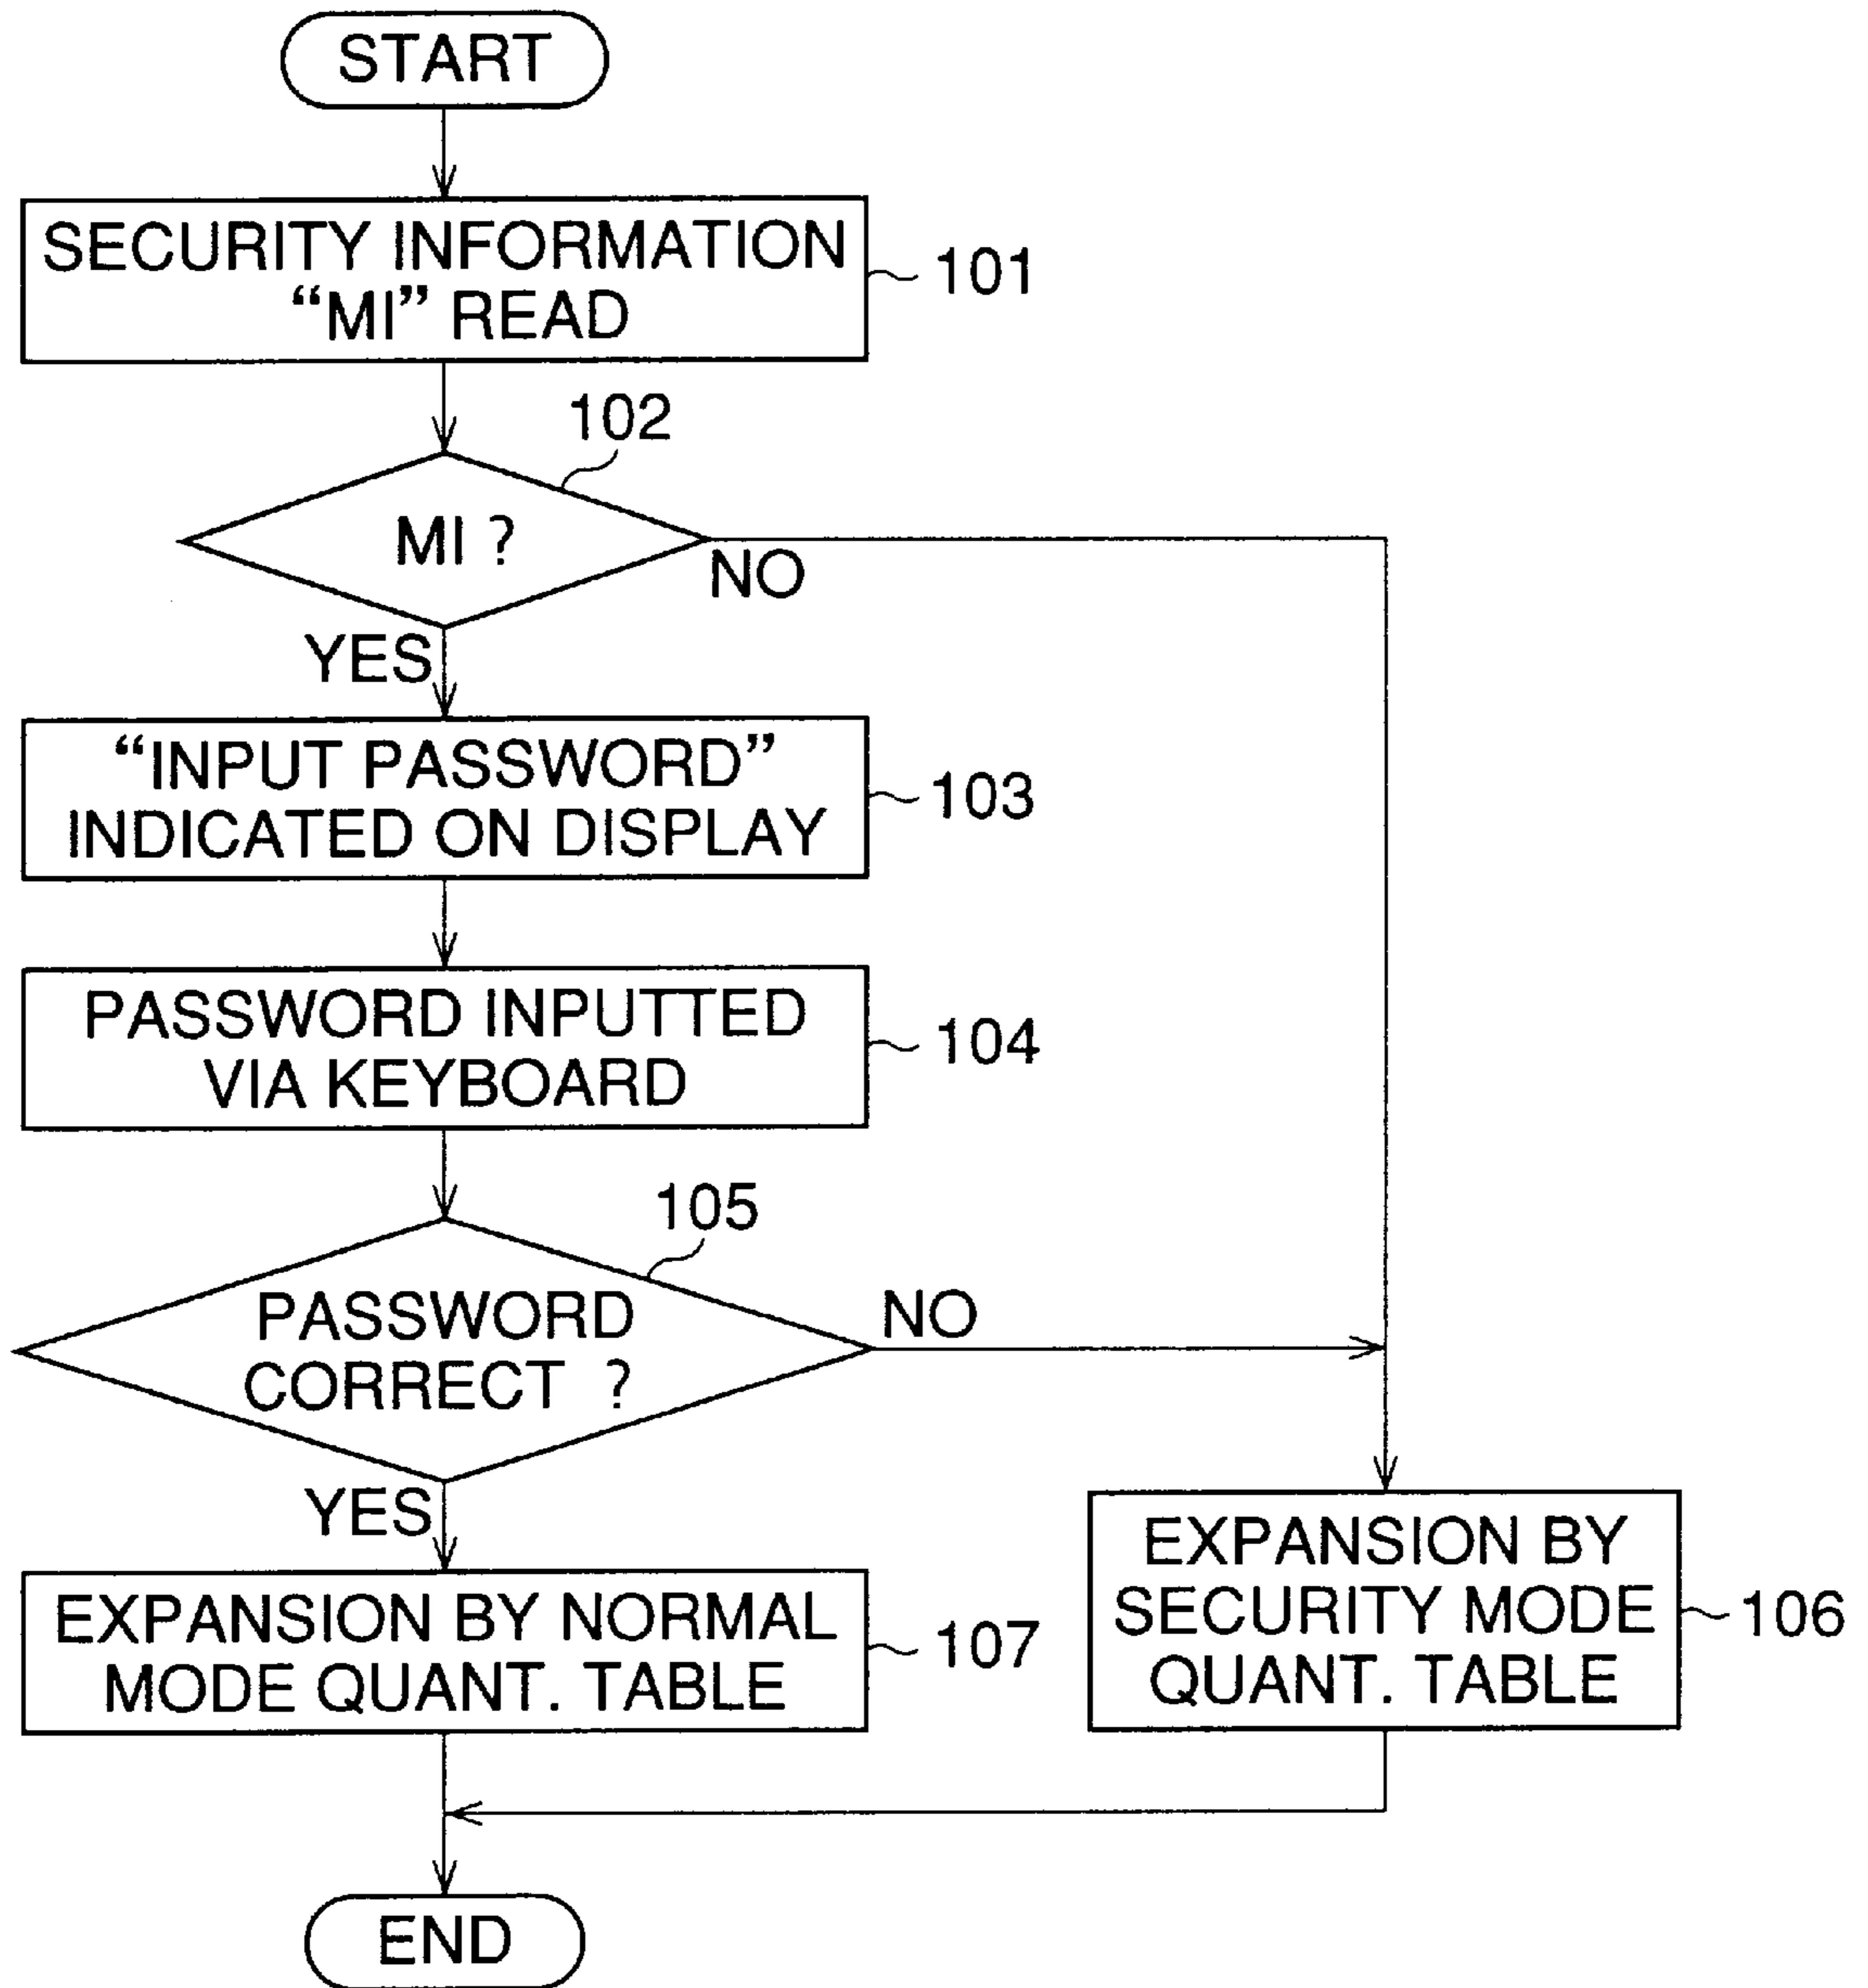 START
SECURITY INFORMATION
“MI” READ
101
102
MI ?
NO
YES
“INPUT PASSWORD”
INDICATED ON DISPLAY
103
PASSWORD INPUTTED
VIA KEYBOARD
104
105
PASSWORD
CORRECT ?
NO
YES
EXPANSION BY NORMAL
MODE QUANT. TABLE
107
EXPANSION BY
SECURITY MODE
QUANT. TABLE
106
END